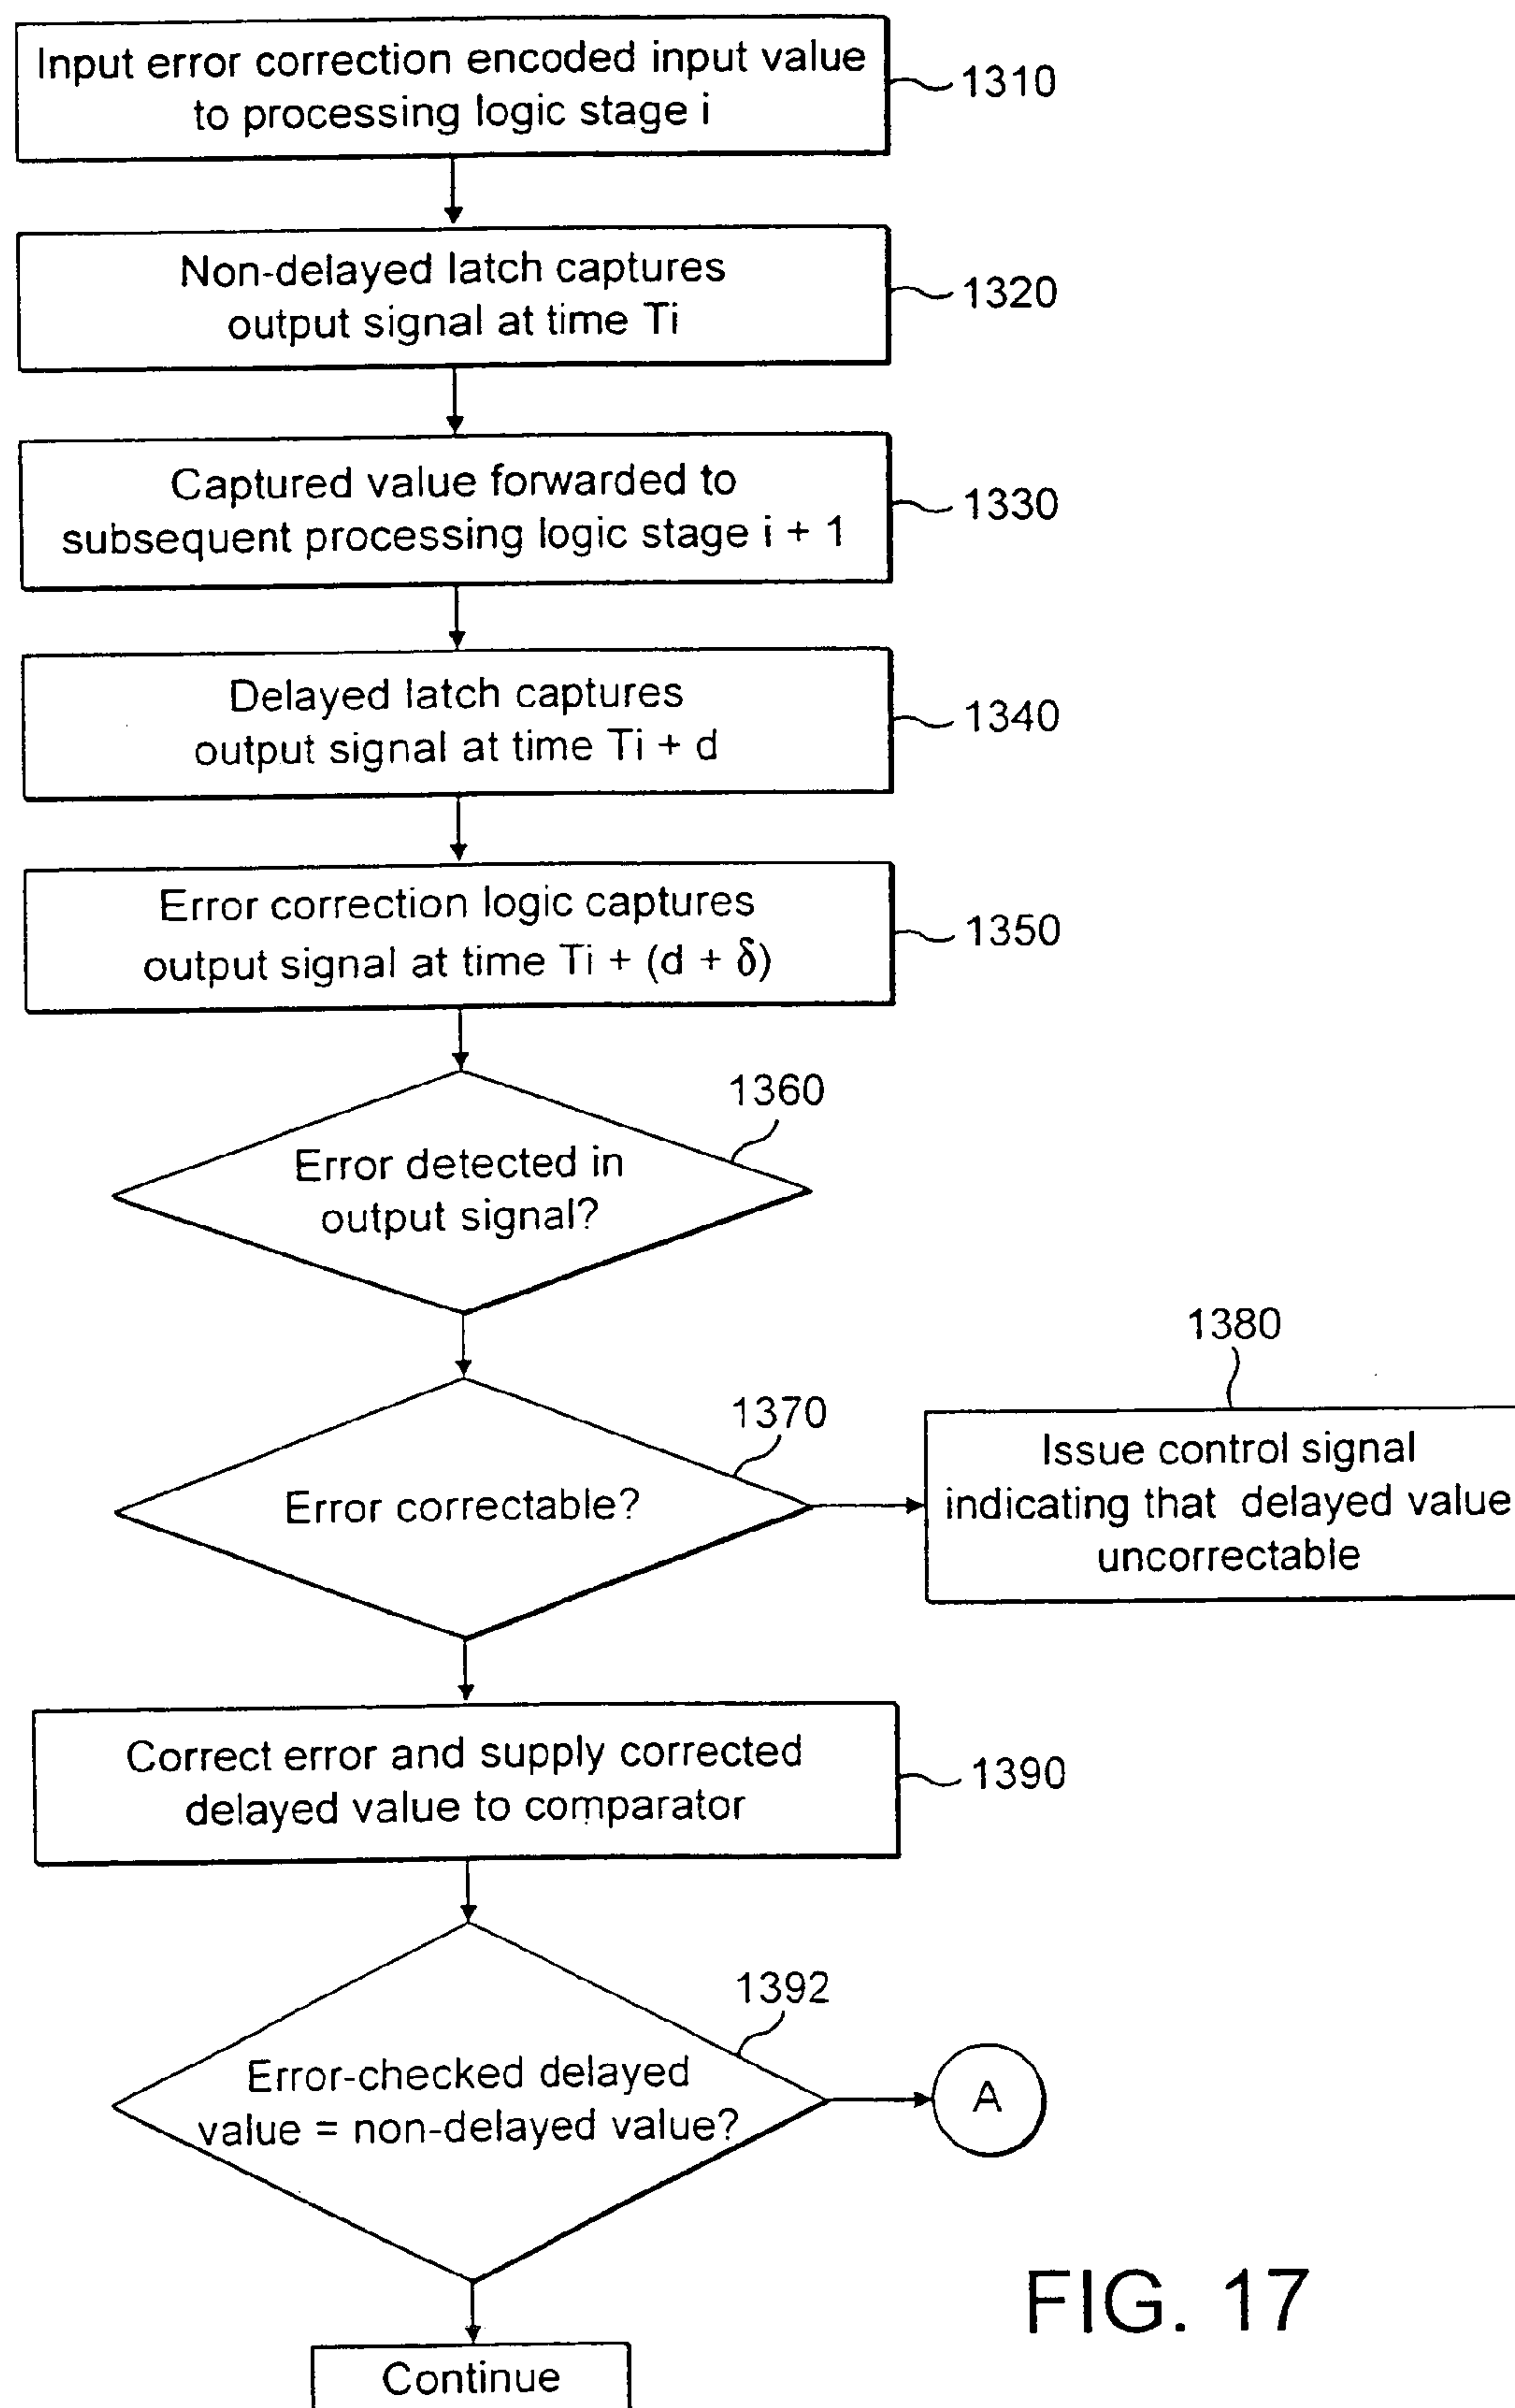 Input error correction encoded input value
to processing logic stage i
1310
Non-delayed latch captures
output signal at time Ti
1320
Captured value forwarded to
subsequent processing logic stage i + 1
1330
Delayed latch captures
output signal at time Ti + d
1340
Error correction logic captures
output signal at time Ti + (d + δ)
1350
1360
Error detected in
output signal?
1370
Error correctable?
1380
Issue control signal
indicating that delayed value
uncorrectable
Correct error and supply corrected
delayed value to comparator
1390
1392
Error-checked delayed
value = non-delayed value?
A
Continue
FIG. 17